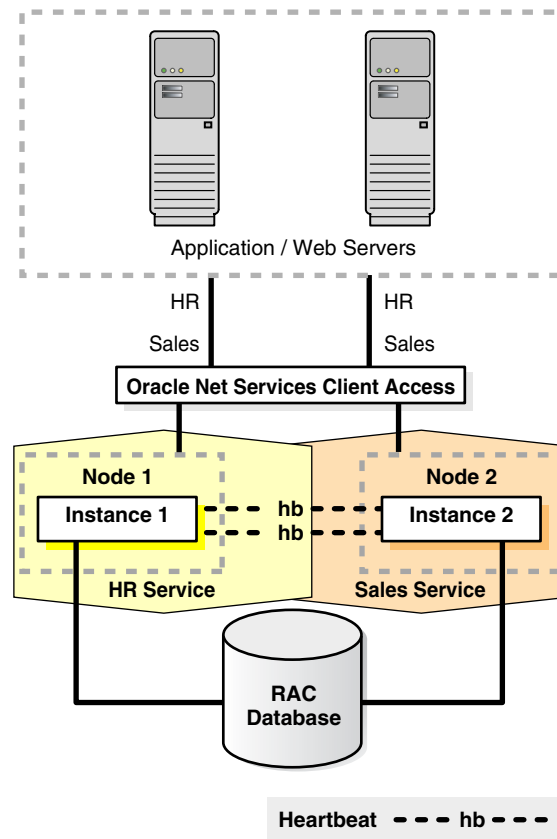 Application / Web Servers
HR
HR
Sales
Sales
Oracle Net Services Client Access
Node 1
Node 2
Instance 1
hb
hb
Instance 2
HR Service
Sales Service
RAC
Database
Heartbeat
hb